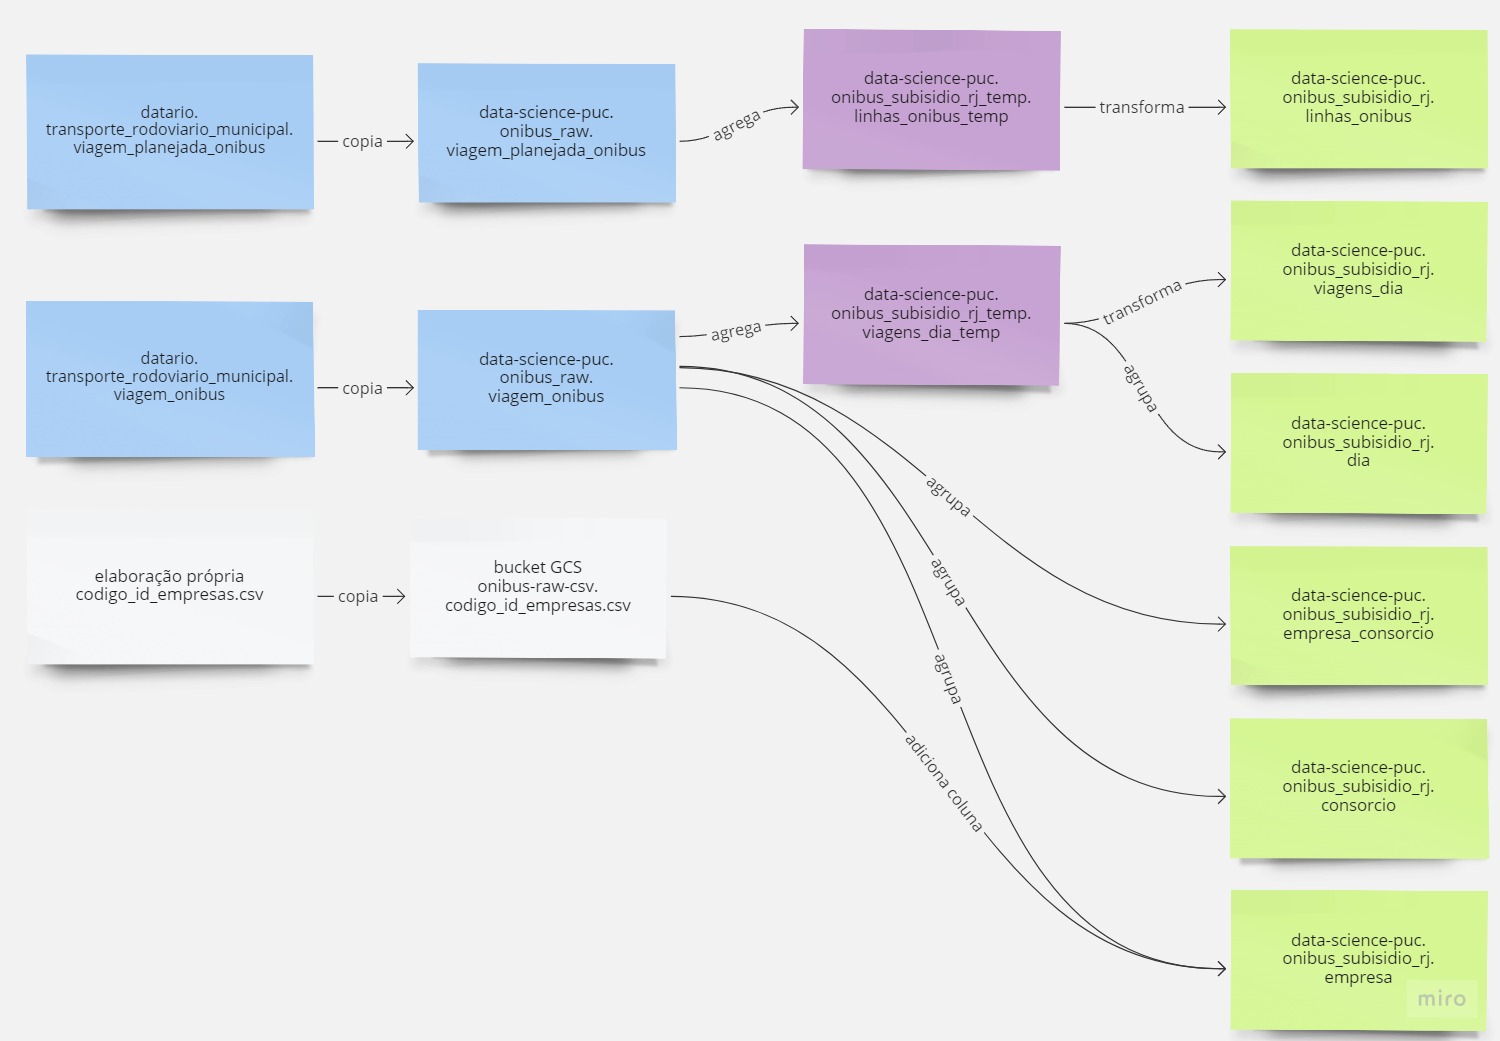 datario.
transporte_rodoviario_municipal.
viagem_planejada_onibus
copia
data-science-puc.
onibus_raw.
viagem_planejada_onibus
agrega
data-science-puc.
onibus_subisidio_rj_temp.
linhas_onibus_temp
transforma
data-science-puc.
onibus_subisidio_rj.
linhas_onibus
datario.
transporte_rodoviario_municipal.
viagem_onibus
copia
data-science-puc.
onibus_raw.
viagem_onibus
agrega
data-science-puc.
onibus_subisidio_rj_temp.
viagens_dia_temp
transforma
data-science-puc.
onibus_subisidio_rj.
viagens_dia
agrupa
data-science-puc.
onibus_subisidio_rj.
dia
agrupa
data-science-puc.
onibus_subisidio_rj.
empresa_consorcio
agrupa
data-science-puc.
onibus_subisidio_rj.
consorcio
agrupa
elaboração própria
codigo_id_empresas.csv
copia
bucket GCS
onibus-raw-csv.
codigo_id_empresas.csv
adiciona coluna
data-science-puc.
onibus_subisidio_rj.
empresa
miro